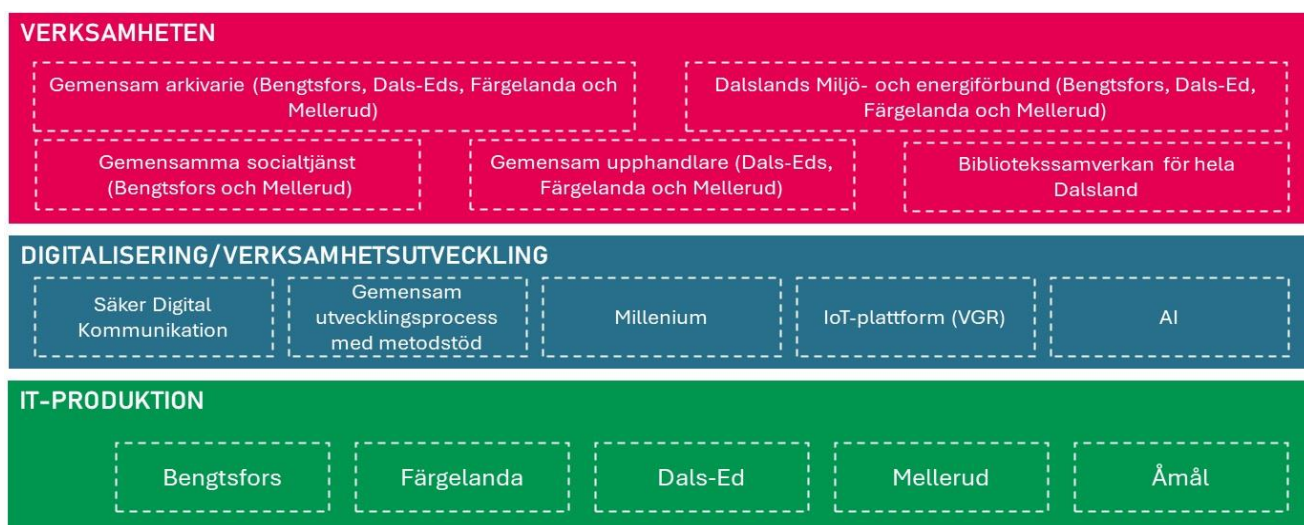 VERKSAMHETEN
Gemensam arkivarie (Bengtsfors, Dals-Eds, Färgelanda och
Mellerud)
Dalslands Miljö- och energiförbund (Bengtsfors, Dals-Ed,
Färgelanda och Mellerud)
Gemensamma socialtjänst
(Bengtsfors och Mellerud)
Gemensam upphandlare (Dals-Eds,
Färgelanda och Mellerud)
Bibliotekssamverkan för hela
Dalsland
DIGITALISERING/VERKSAMHETSUTVECKLING
Säker Digital
Kommunikation
Gemensam
utvecklingsprocess
med metodstöd
Millenium
IoT-plattform (VGR)
AI
IT-PRODUKTION
Bengtsfors
Färgelanda
Dals-Ed
Mellerud
Åmål